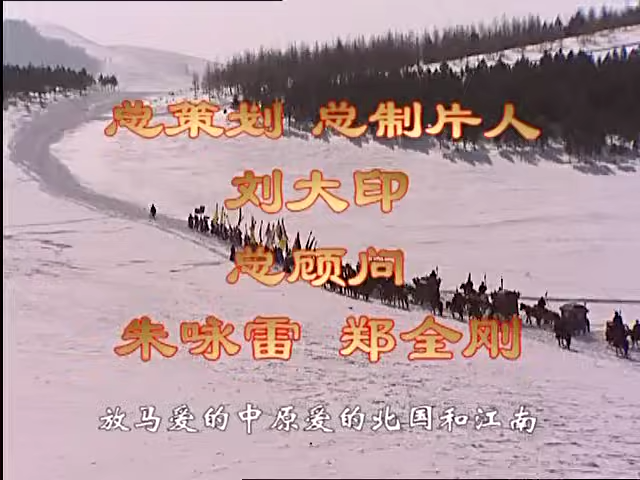 总策划 总制片人
刘大印
总顾问
朱咏雷 郑全刚
放马爱的中原爱的北国和江南